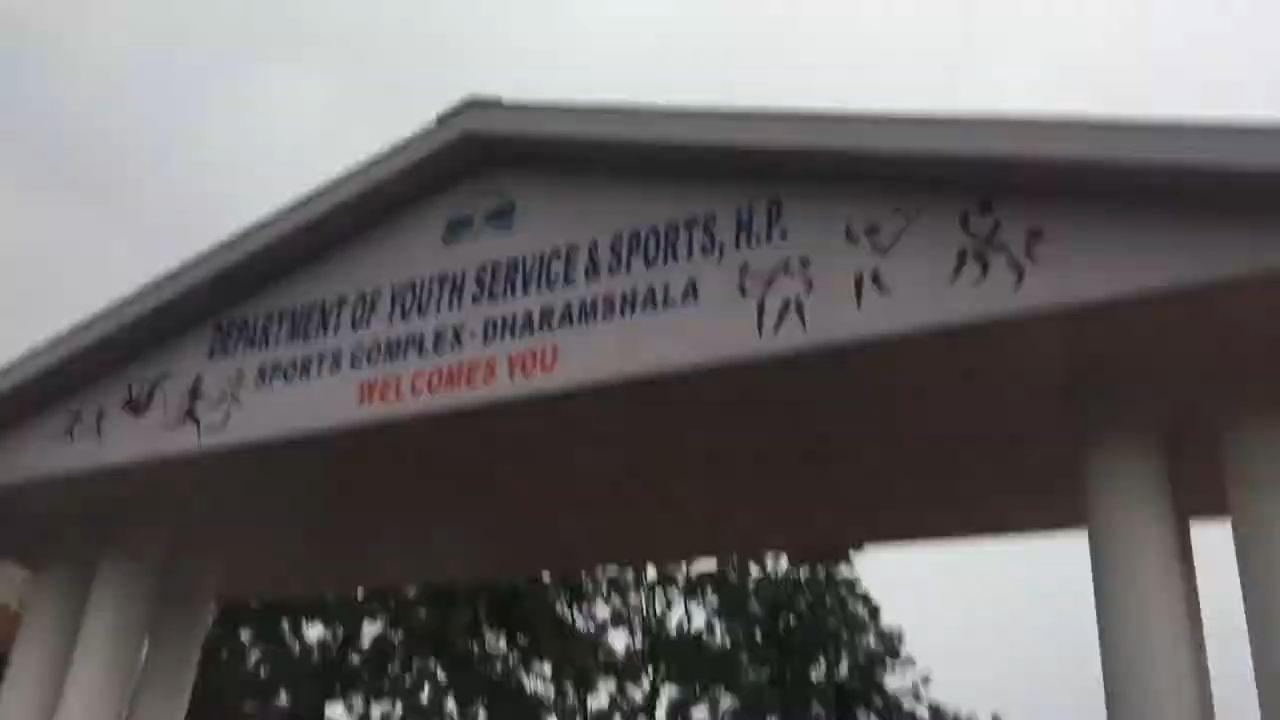 DEPARTMENT OF YOUTH SERVICE & SPORTS, H.P.
SPORTS COMPLEX - DHARAMSHALA
WELCOMES YOU